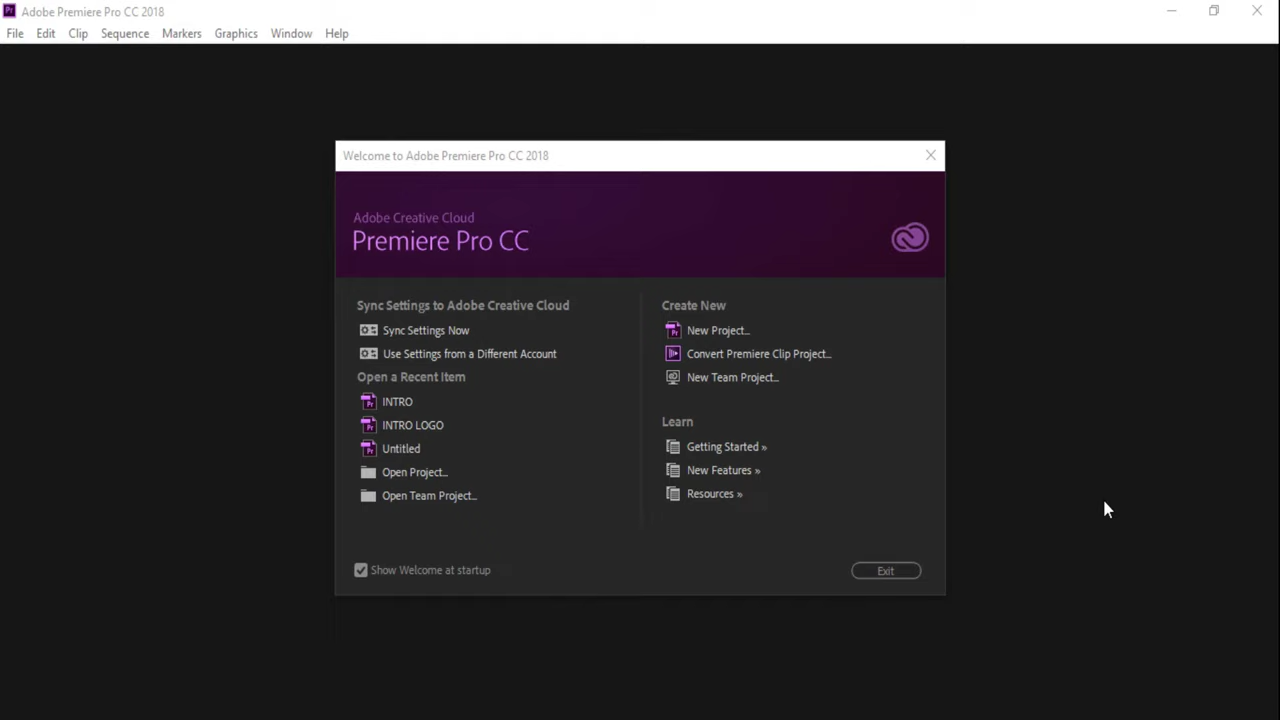 Adobe Premiere Pro CC 2018
File Edit Clip Sequence Markers Graphics Window Help
Welcome to Adobe Premiere Pro CC 2018
Adobe Creative Cloud
Premiere Pro CC
Sync Settings to Adobe Creative Cloud
Sync Settings Now
Use Settings from a Different Account
Open a Recent Item
INTRO
INTRO LOGO
Untitled
Open Project...
Open Team Project...
Create New
New Project...
Convert Premiere Clip Project...
New Team Project...
Learn
Getting Started »
New Features »
Resources »
Show Welcome at startup
Exit